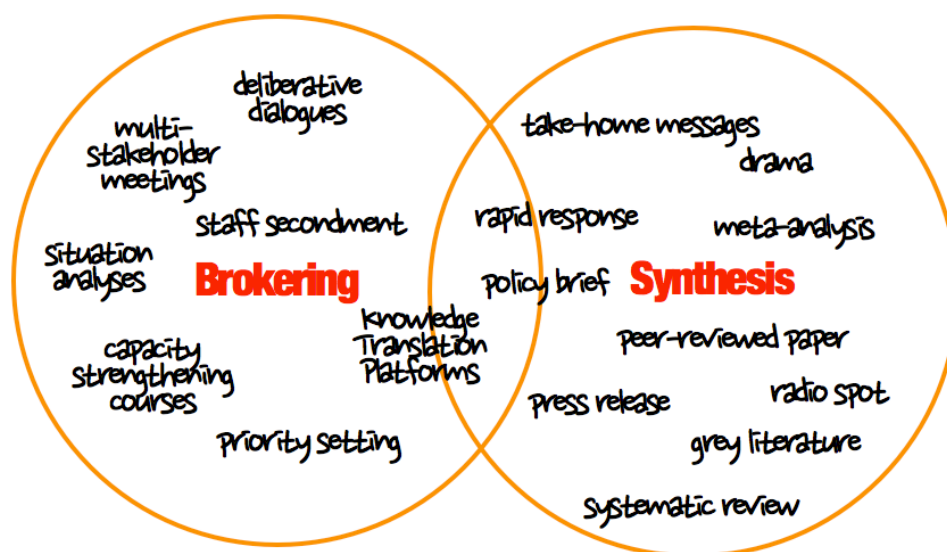 deliberative
dialogues
multi-
stakeholder
meetings
staff secondment
situation
analyses
Brokering
capacity
strengthening
courses
priority setting
knowledge
Translation
Platforms
rapid response
policy brief
take-home messages
drama
meta-analysis
Synthesis
peer-reviewed paper
radio spot
press release
grey literature
systematic review